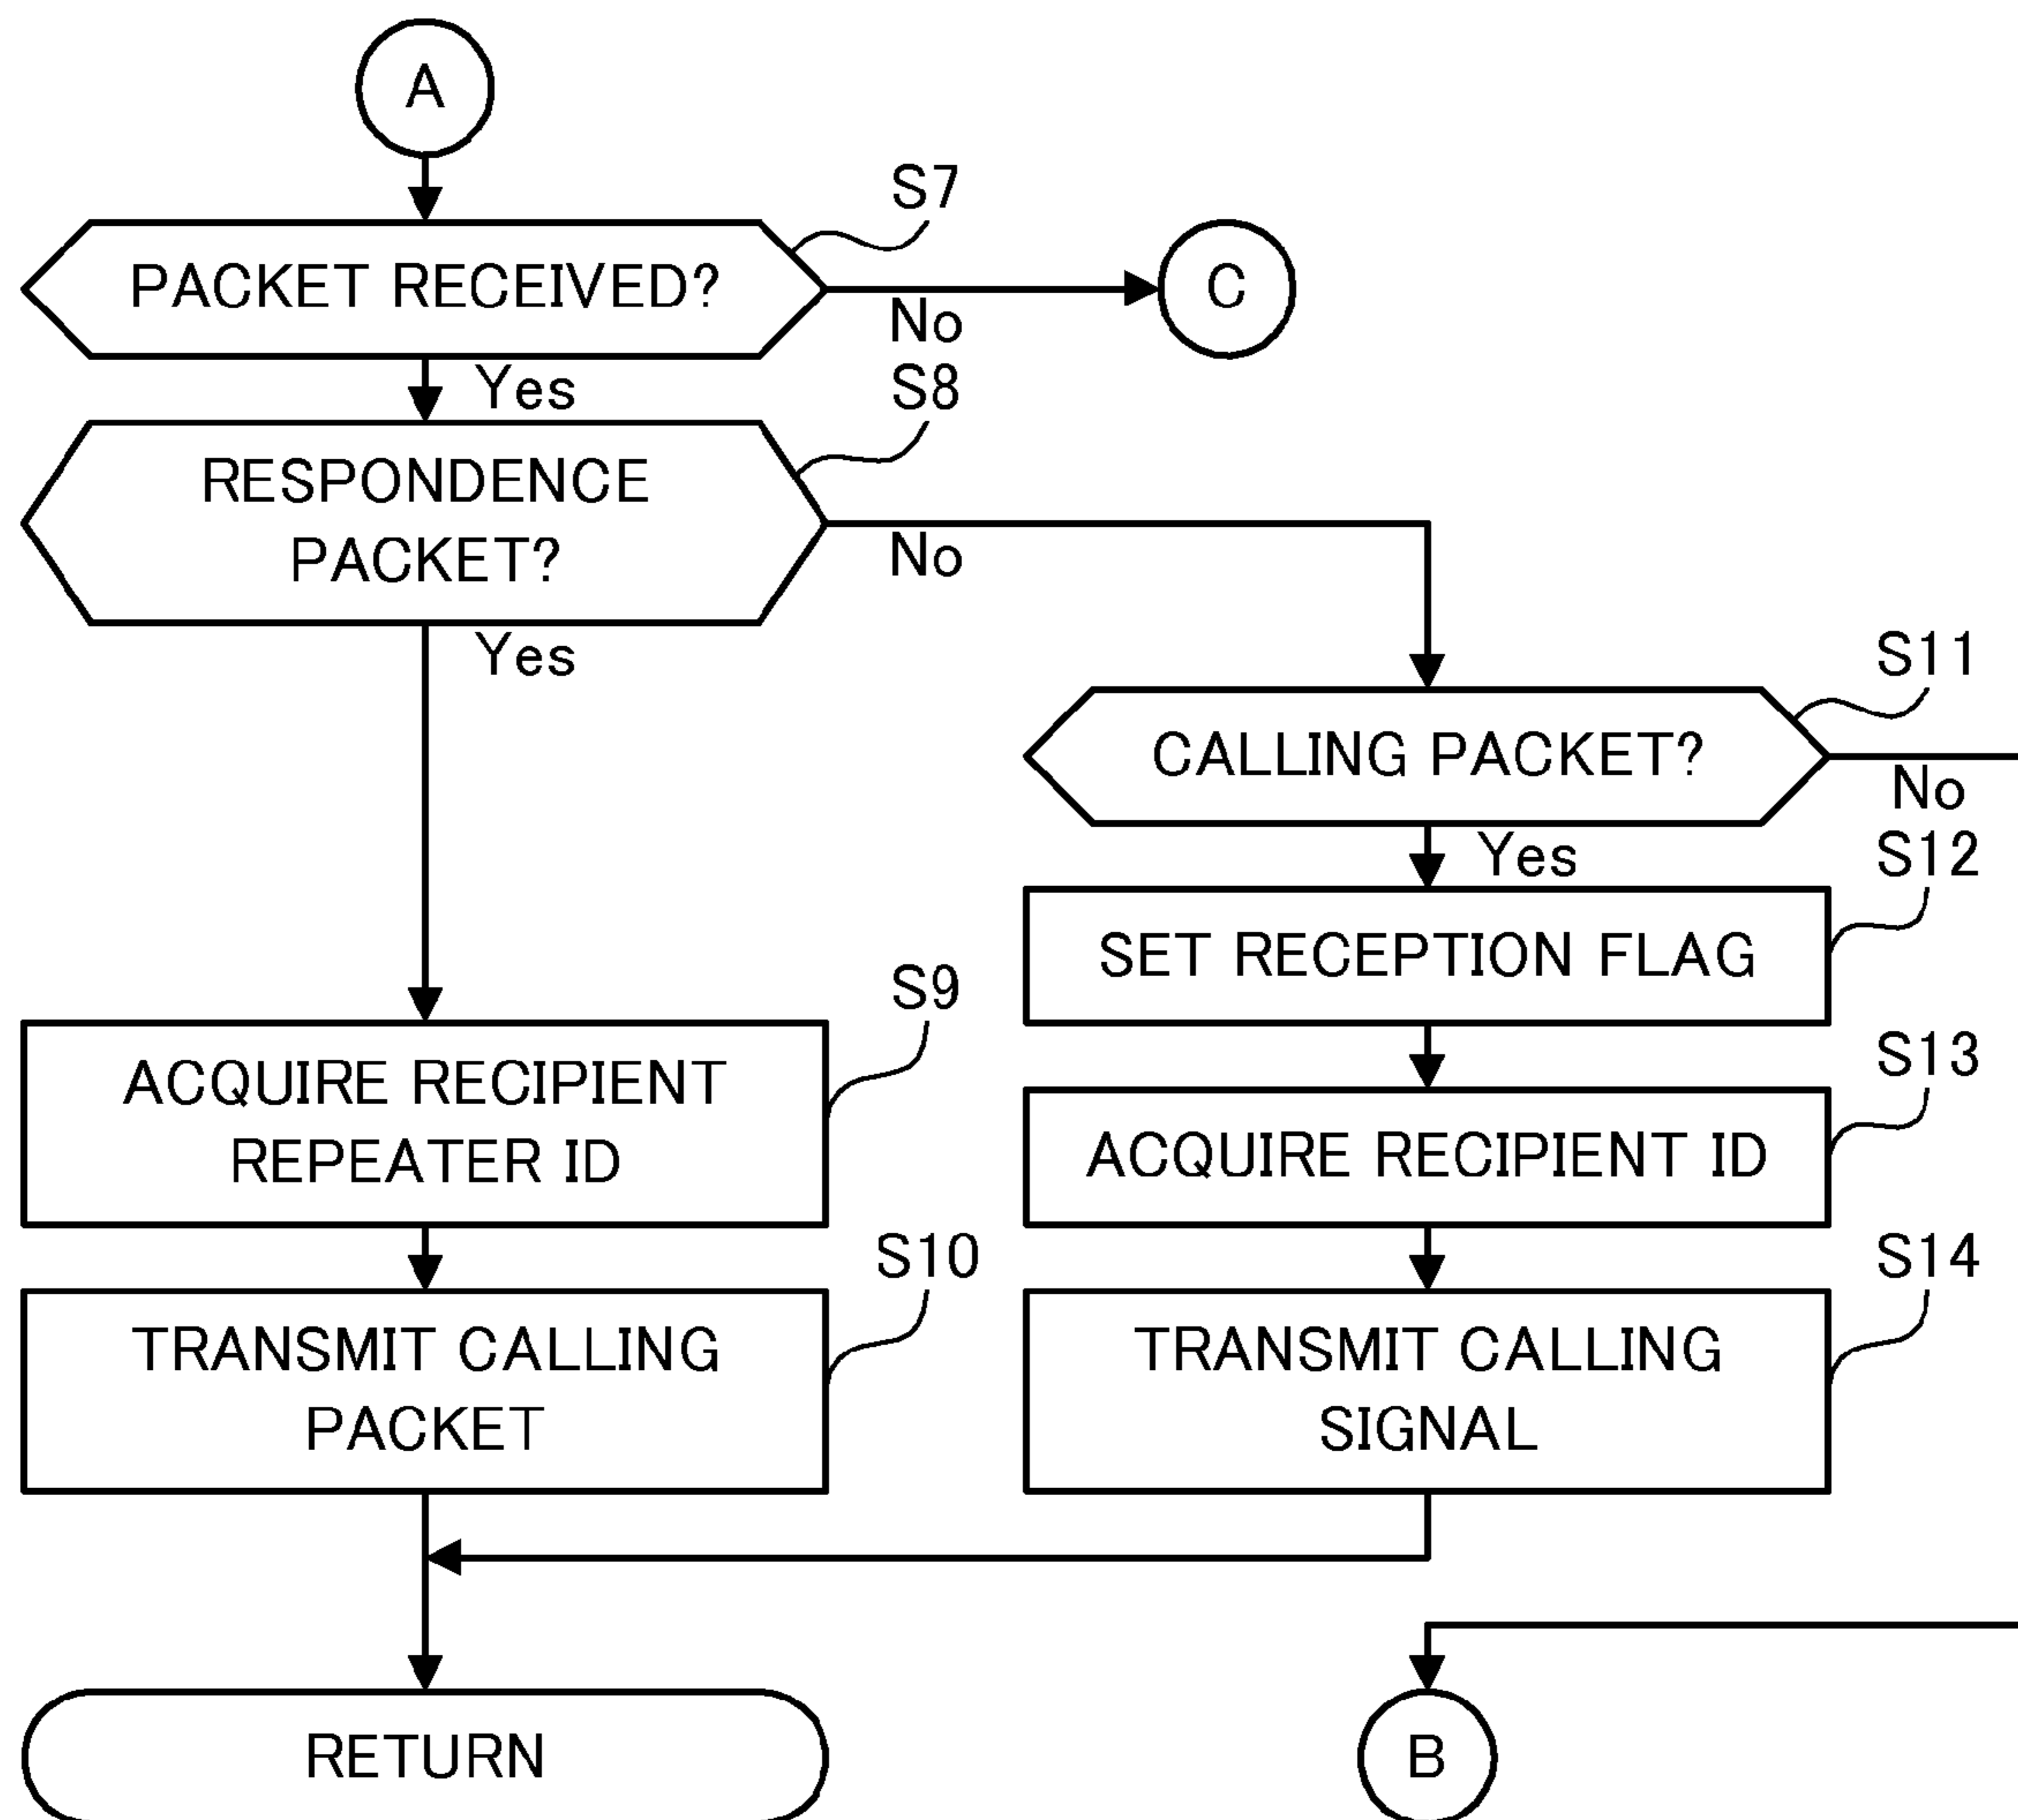 A
S7
PACKET RECEIVED?
C
No
Yes
S8
RESPONDENCE
PACKET?
No
Yes
S11
CALLING PACKET?
No
Yes
S12
SET RECEPTION FLAG
S9
ACQUIRE RECIPIENT
REPEATER ID
S13
ACQUIRE RECIPIENT ID
S10
TRANSMIT CALLING
PACKET
S14
TRANSMIT CALLING
SIGNAL
RETURN
B